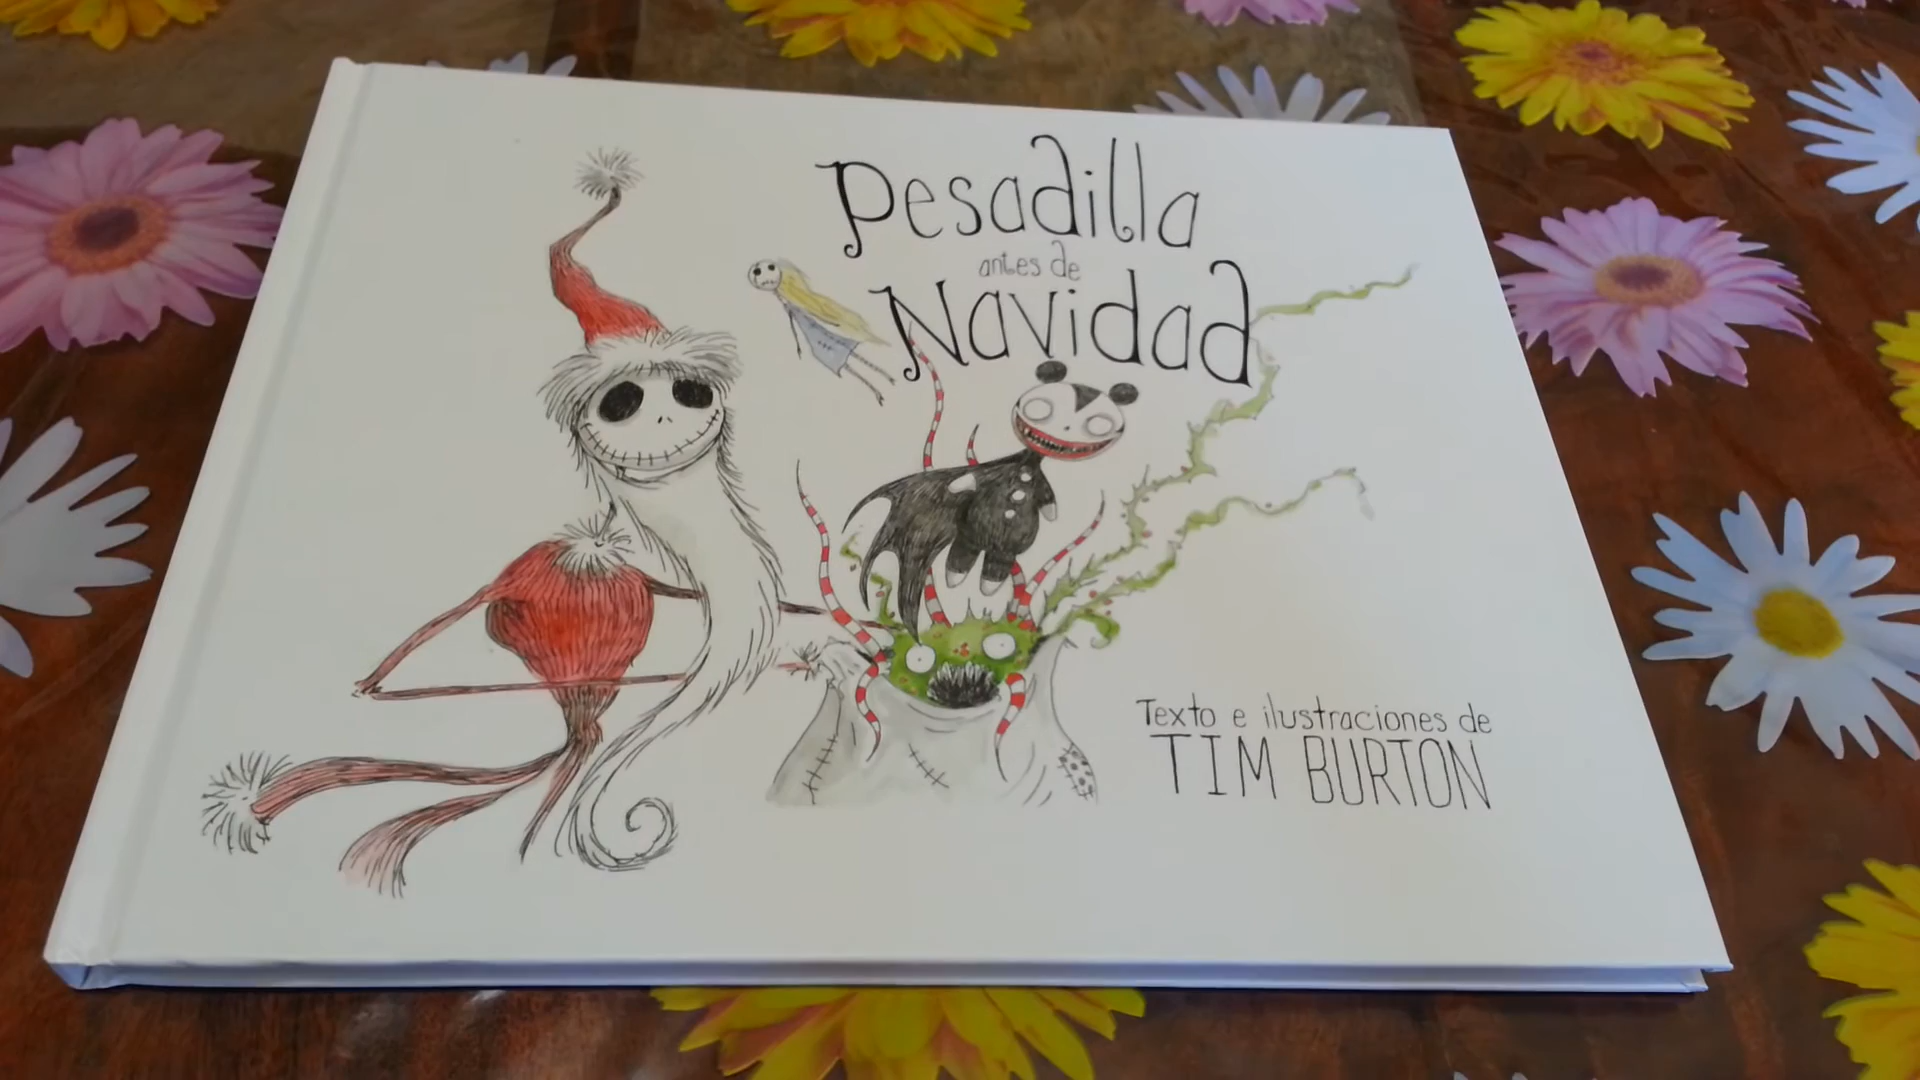 Pesadilla
antes de
Navidad
Texto e ilustraciones de
TIM BURTON